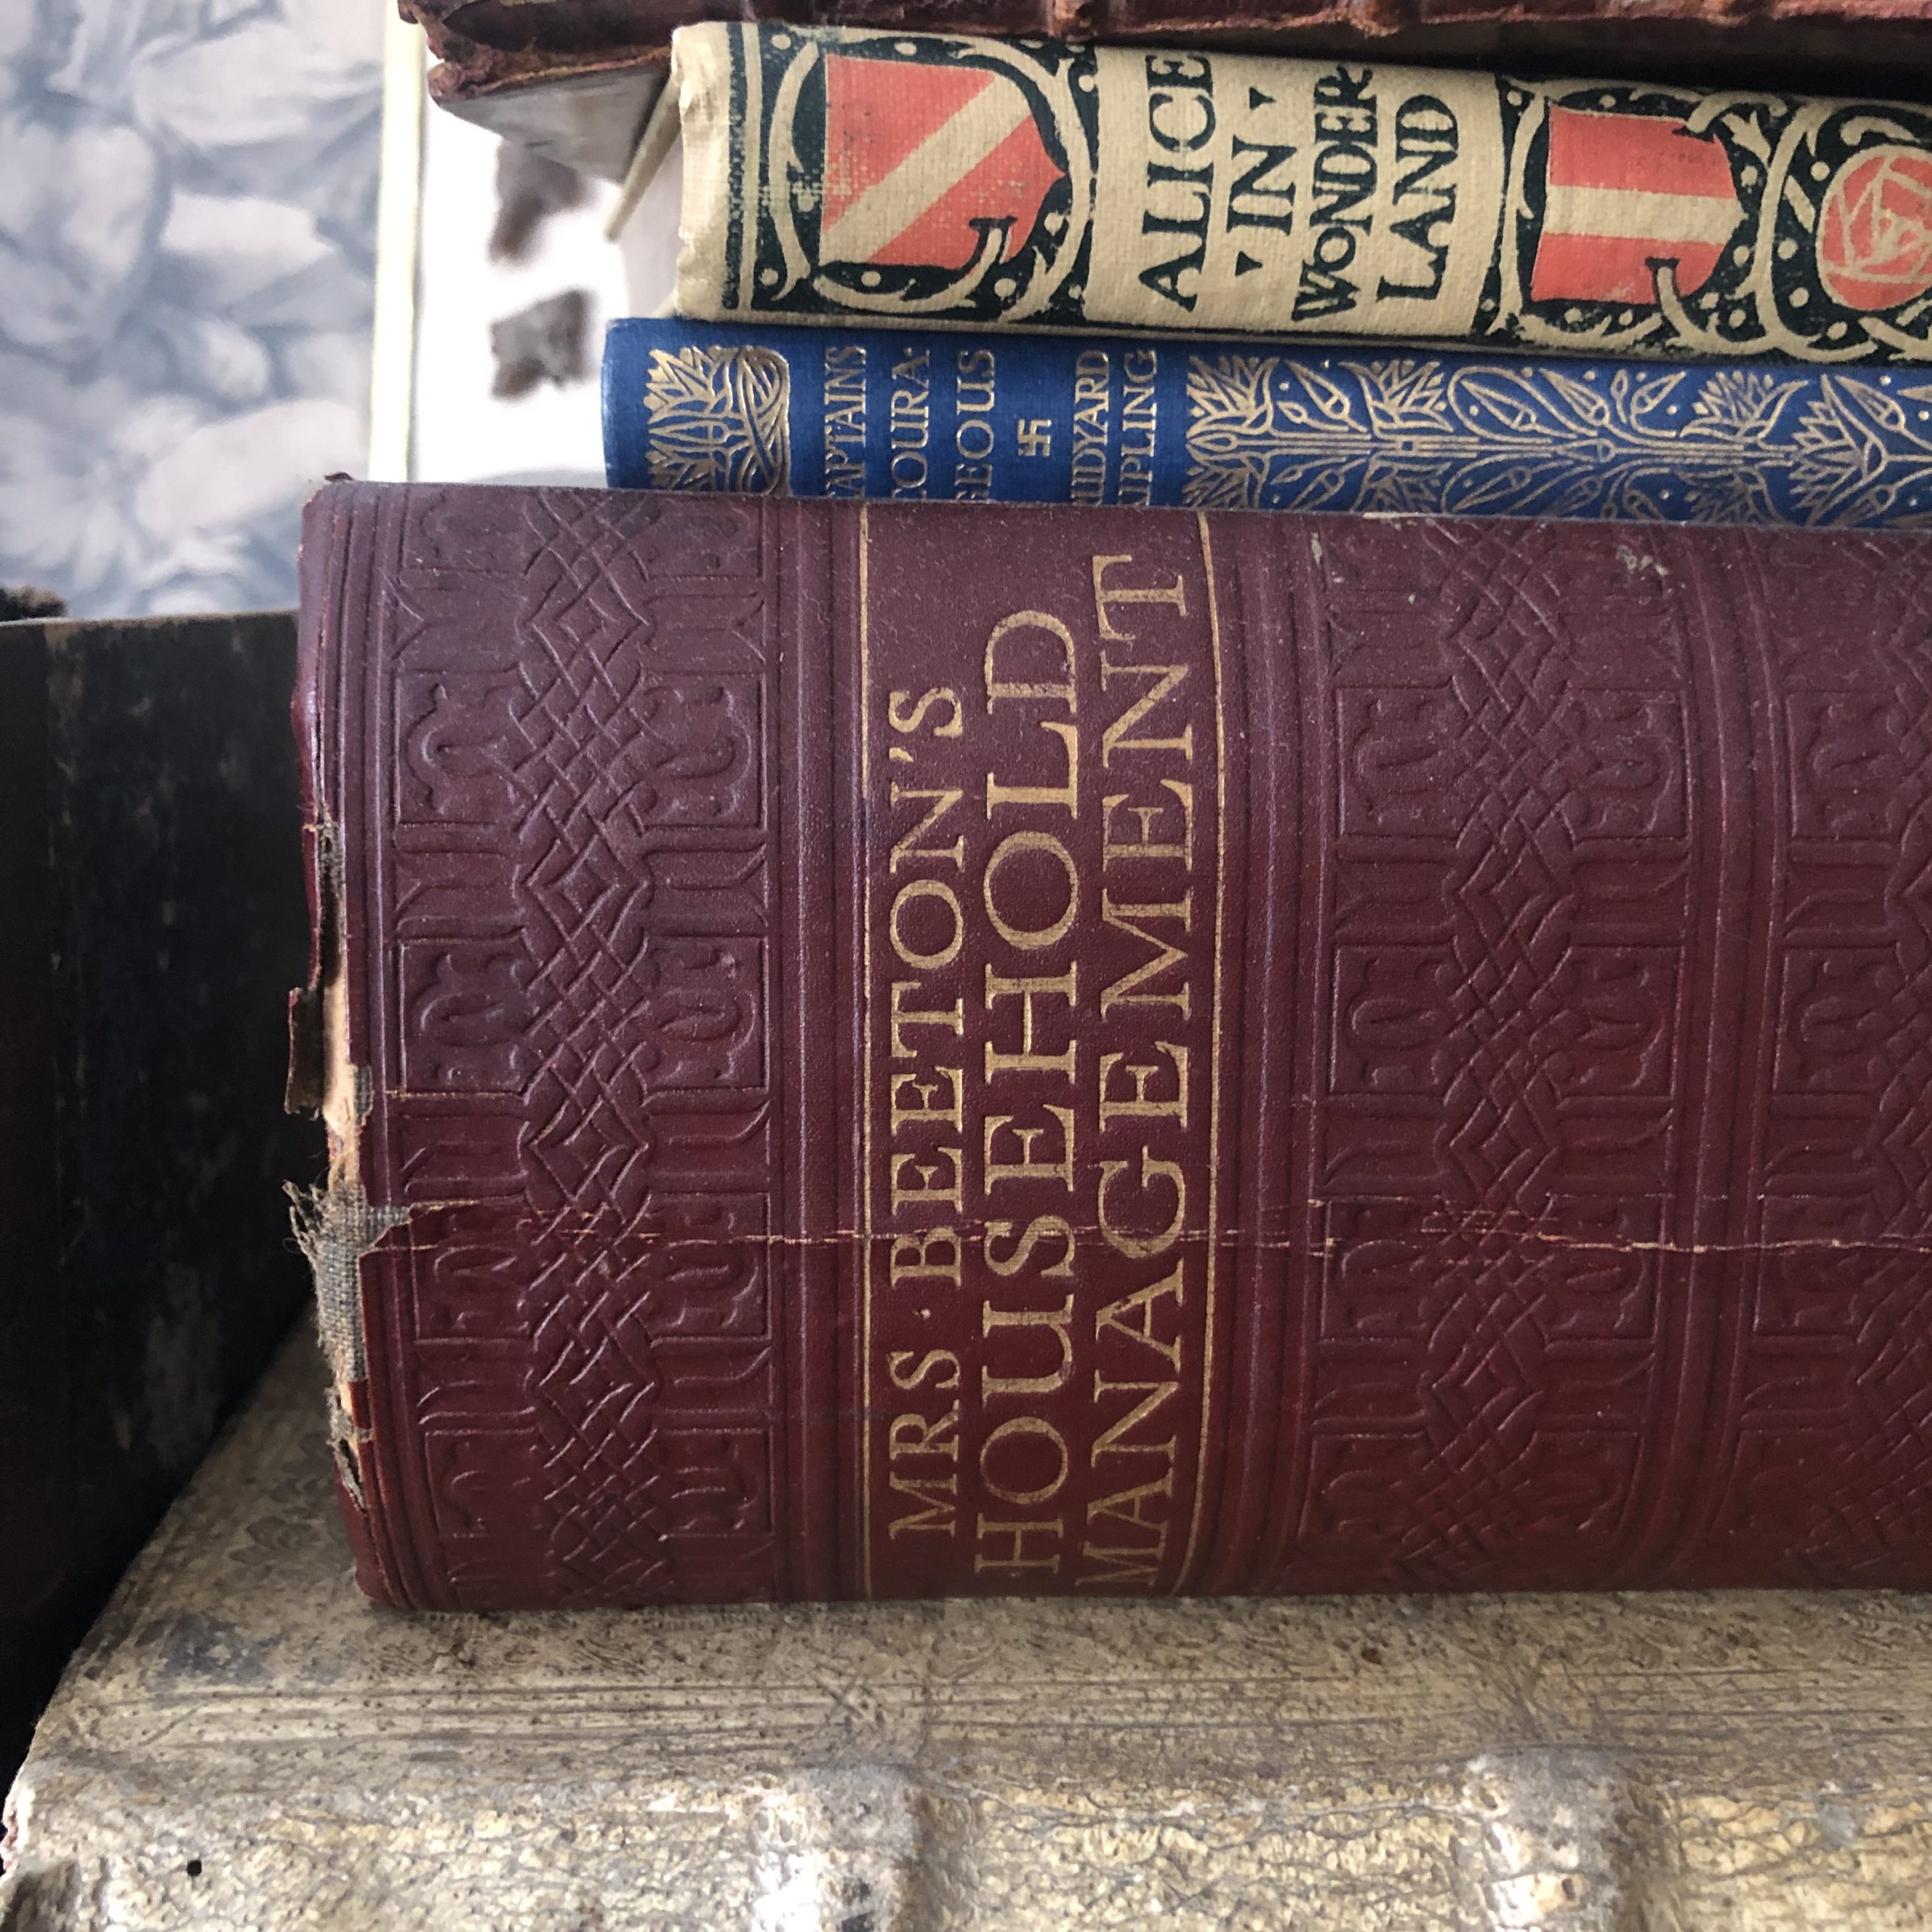 ALICE
IN
WONDER-
LAND
CAPTAINS
COURA-
GEOUS
RUDYARD
KIPLING
MRS · BEETON'S
HOUSEHOLD
MANAGEMENT